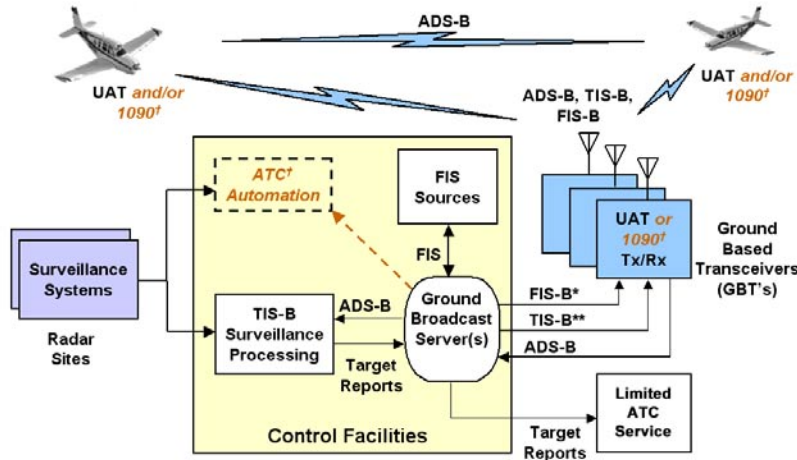 ADS-B
UAT and/or
1090†
UAT and/or
1090†
ADS-B, TIS-B,
FIS-B
ATC†
Automation
FIS
Sources
UAT or
1090†
Tx/Rx
Ground
Based
Transceivers
(GBT's)
Surveillance
Systems
Radar
Sites
FIS
TIS-B
Surveillance
Processing
ADS-B
Target
Reports
Ground
Broadcast
Server(s)
FIS-B*
TIS-B**
ADS-B
Limited
ATC
Service
Target
Reports
Control Facilities